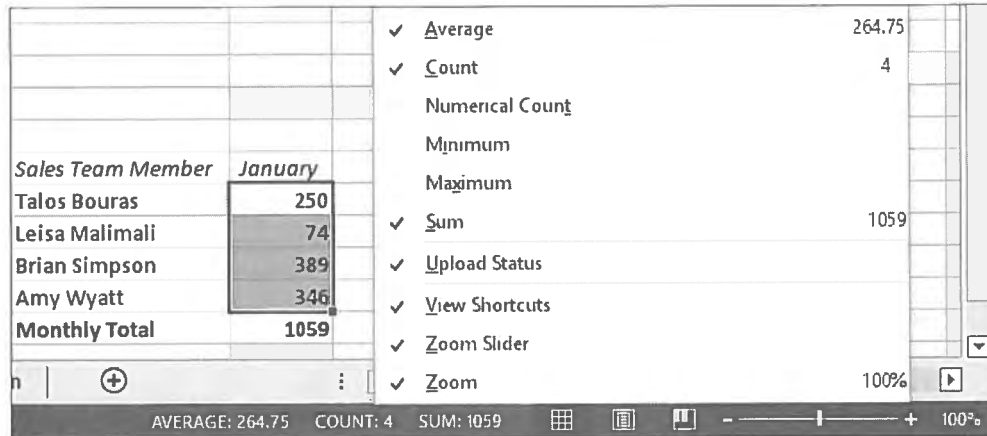 Average 264.75
Count 4
Numerical Count
Minimum
Maximum
Sales Team Member January
Talos Bouras 250
Leisa Malimali 74
Brian Simpson 389
Amy Wyatt 346
Monthly Total 1059
Sum 1059
Upload Status
View Shortcuts
Zoom Slider
Zoom 100%
n
AVERAGE: 264.75 COUNT: 4 SUM: 1059 100%